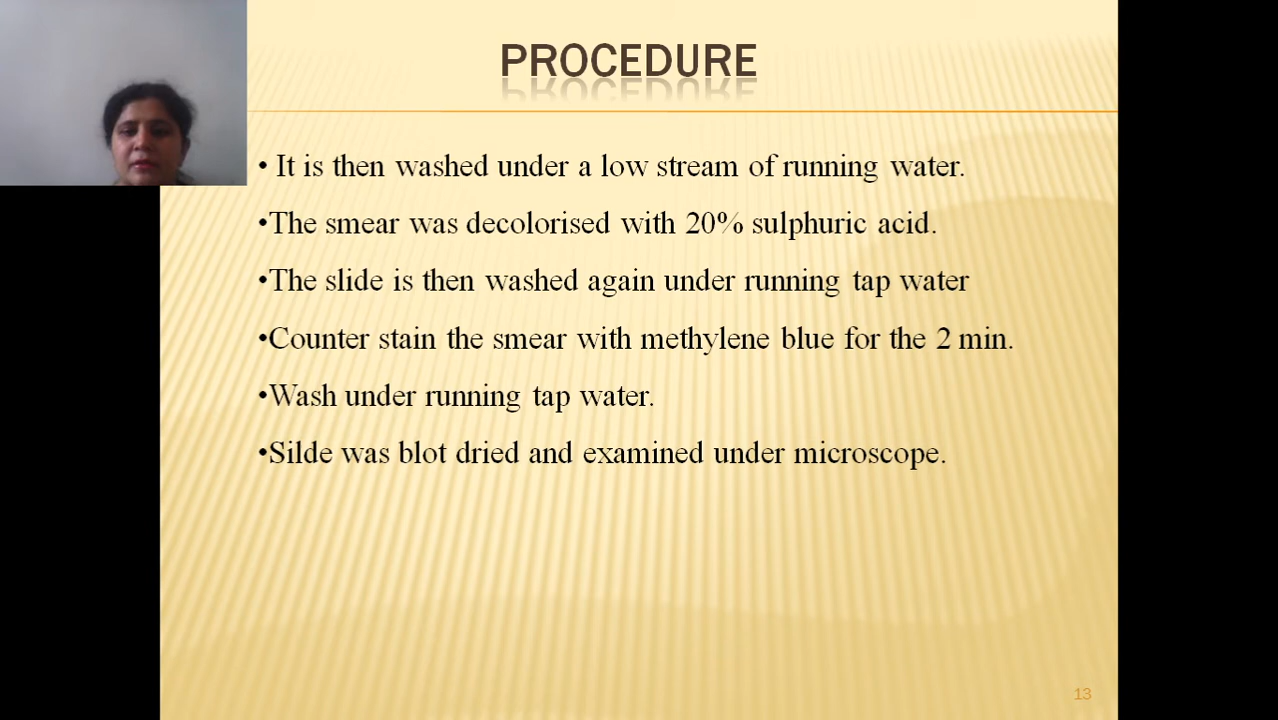 PROCEDURE
• It is then washed under a low stream of running water.
•The smear was decolorised with 20% sulphuric acid.
•The slide is then washed again under running tap water
•Counter stain the smear with methylene blue for the 2 min.
•Wash under running tap water.
•Silde was blot dried and examined under microscope.
13